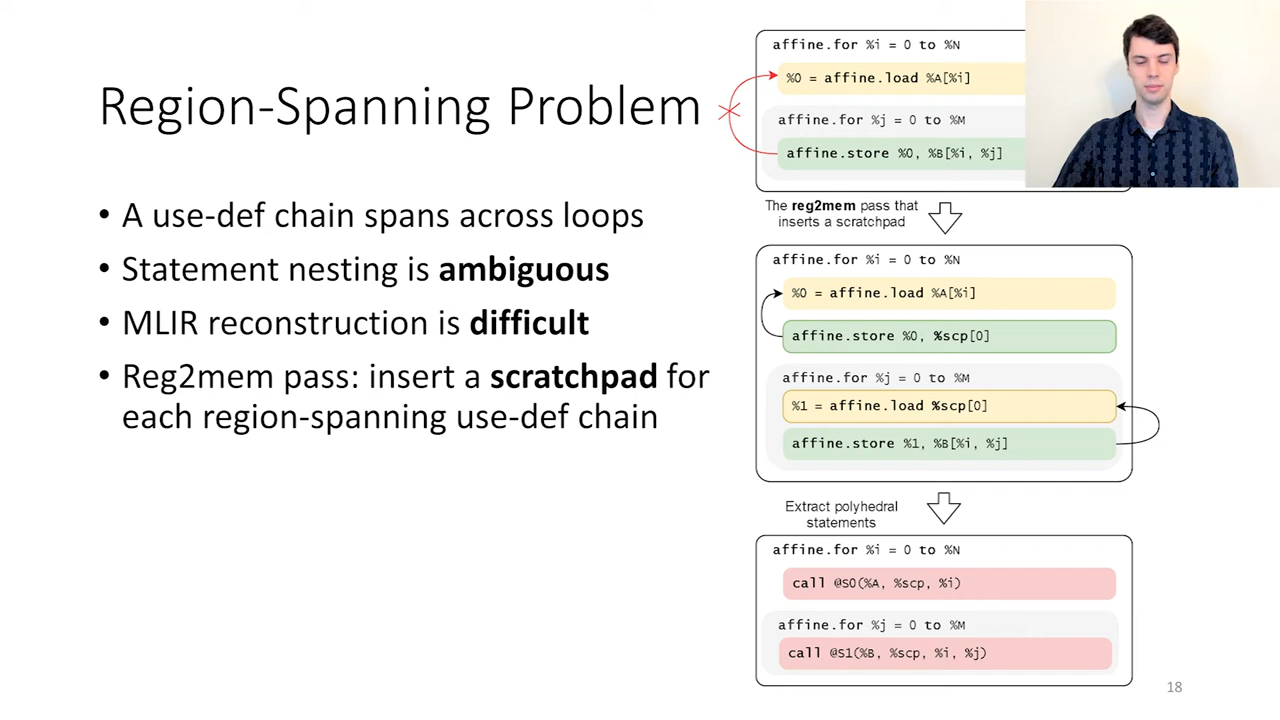 Region-Spanning Problem
• A use-def chain spans across loops
• Statement nesting is ambiguous
• MLIR reconstruction is difficult
• Reg2mem pass: insert a scratchpad for
each region-spanning use-def chain
affine.for %i = 0 to %N
%0 = affine.load %A[%i]
affine.for %j = 0 to %M
affine.store %0, %B[%i, %j]
The reg2mem pass that
inserts a scratchpad
affine.for %i = 0 to %N
%0 = affine.load %A[%i]
affine.store %0, %scp[0]
affine.for %j = 0 to %M
%1 = affine.load %scp[0]
affine.store %1, %B[%i, %j]
Extract polyhedral
statements
affine.for %i = 0 to %N
call @S0(%A, %scp, %i)
affine.for %j = 0 to %M
call @S1(%B, %scp, %i, %j)
18